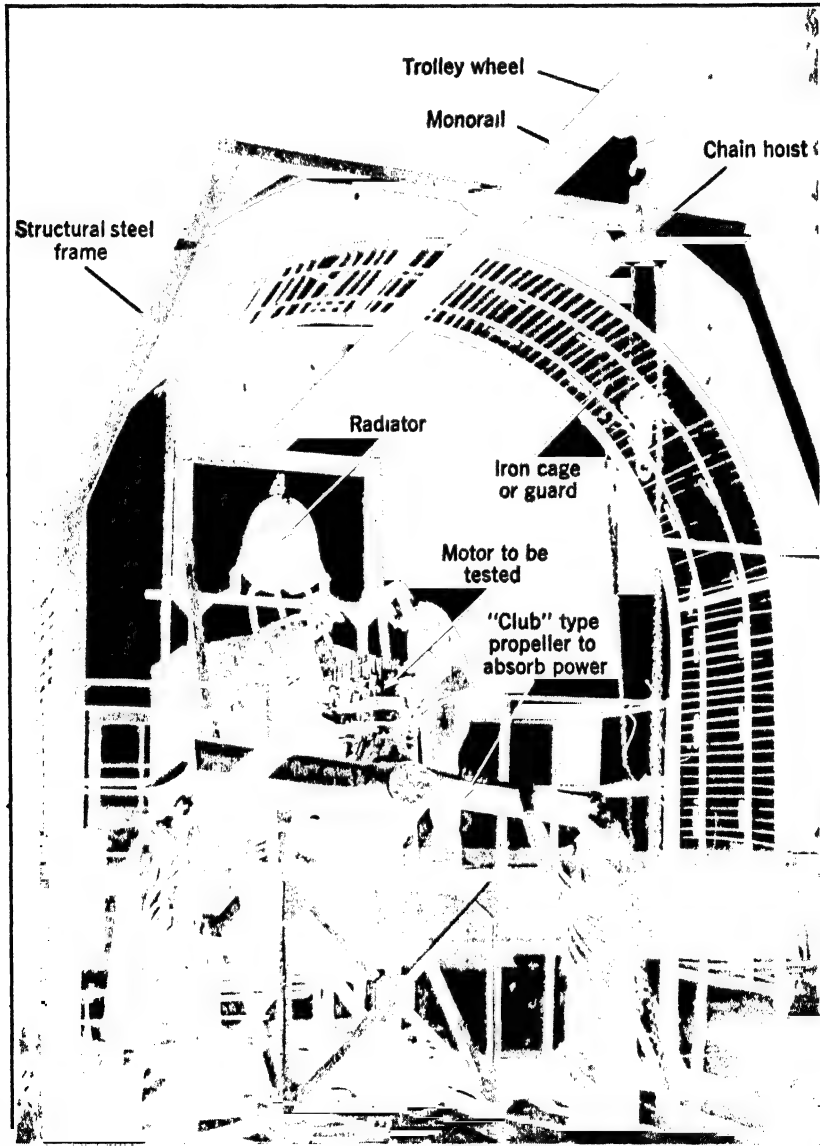 Trolley wheel
Monorail
Chain hoist
Structural steel
frame
Radiator
Iron cage
or guard
Motor to be
tested
"Club" type
propeller to
absorb power